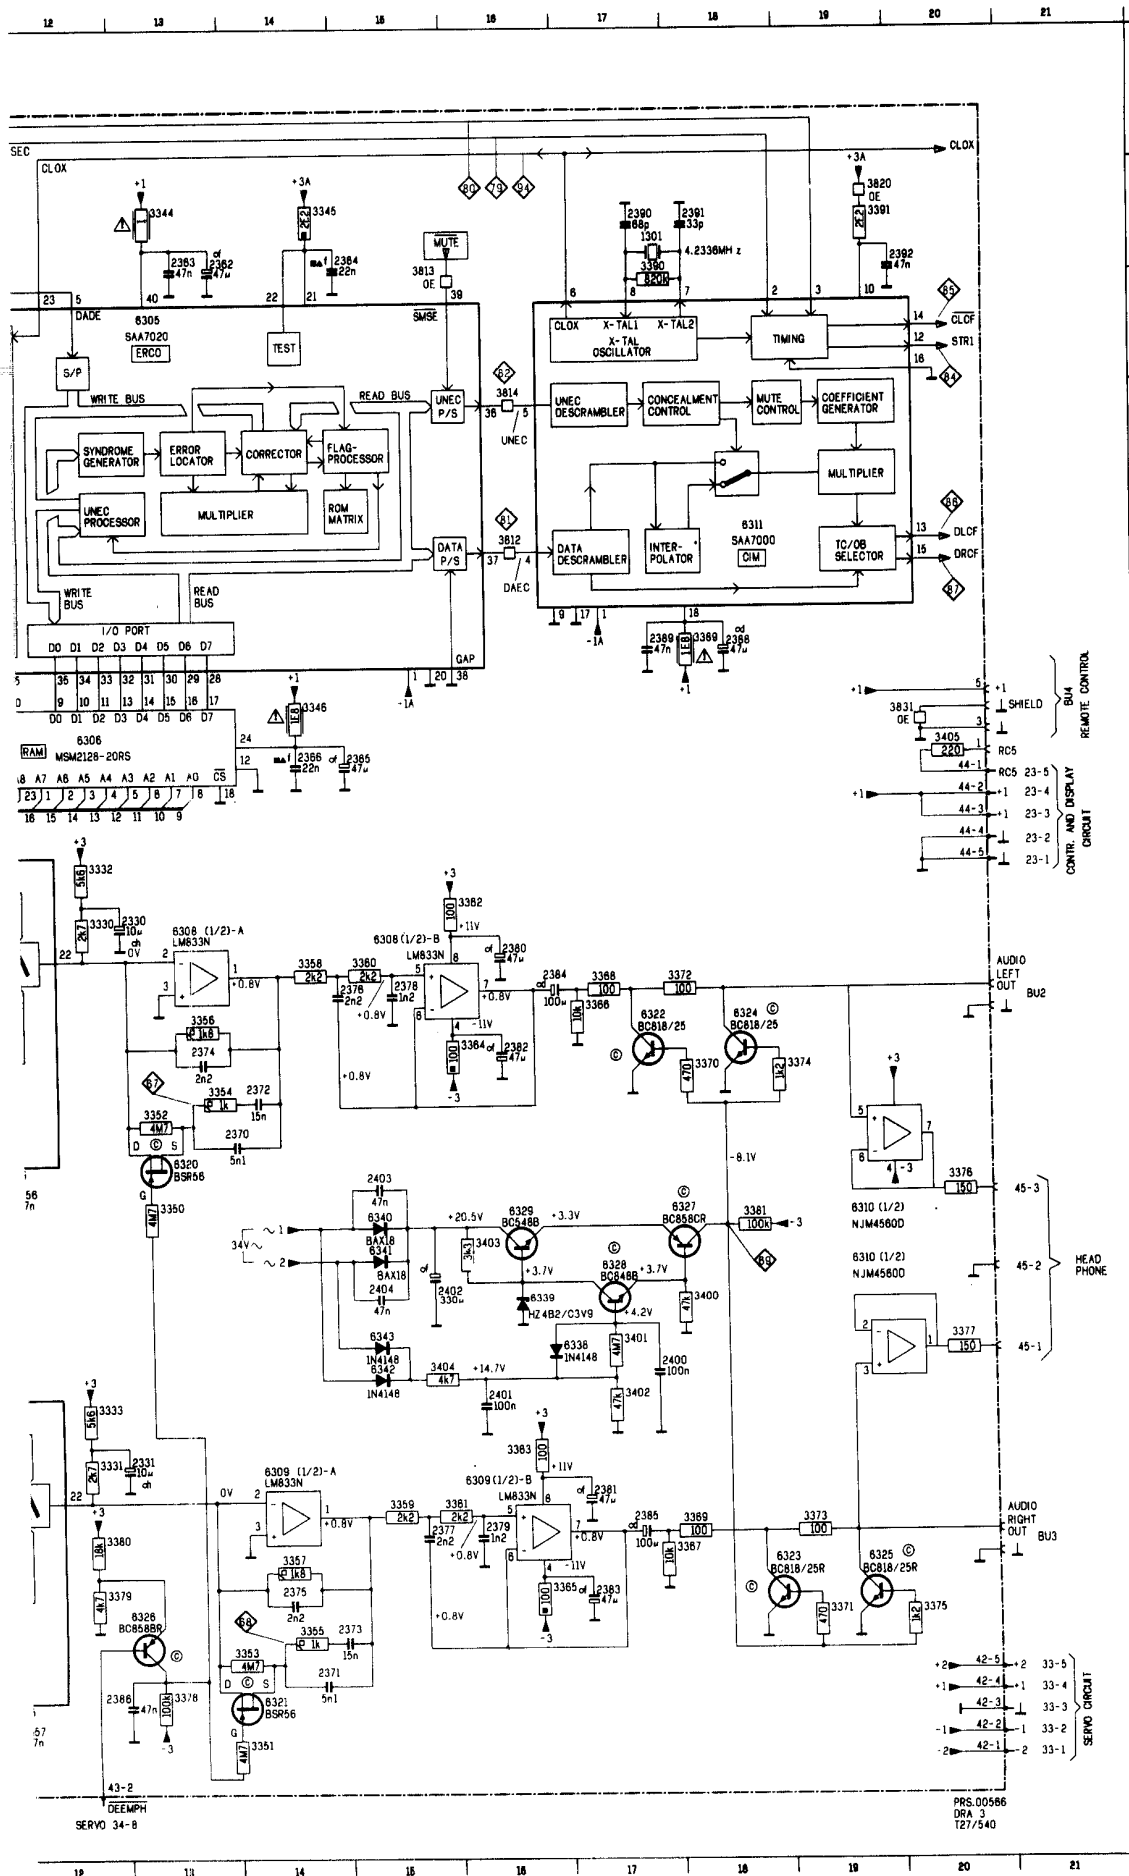 12 13 14 15 16 17 18 19 20 21
SEC
CLOX
CLOX
80 79 94
+1
3344
+3A
3345
2E2
2363
47n
2362
47µ
2364
22n
MUTE
3813
0E
2390
68p
2391
33p
1301
4.2336MHz
3390
820k
+3A
3820
0E
3391
2E2
2392
47n
23 5 40 22 21 39 6 8 7 2 3 10
DADE
6305
SAA7020
ERCO
TEST
SMSE
S/P
WRITE BUS
READ BUS
UNEC
P/S
36
82
3814
5
UNEC
SYNDROME
GENERATOR
ERROR
LOCATOR
CORRECTOR
FLAG-
PROCESSOR
UNEC
PROCESSOR
MULTIPLIER
ROM
MATRIX
DATA
P/S
37
81
3812
4
DAEC
WRITE
BUS
READ
BUS
I/O PORT
D0 D1 D2 D3 D4 D5 D6 D7
GAP
35 34 33 32 31 30 29 28
1 20 38
-1A
CLOX X-TAL1 X-TAL2
X-TAL
OSCILLATOR
TIMING
14
85
CLCF
12
STR1
84
16
UNEC
DESCRAMBLER
CONCEALMENT
CONTROL
MUTE
CONTROL
COEFFICIENT
GENERATOR
MULTIPLIER
6311
SAA7000
CIM
DATA
DESCRAMBLER
INTER-
POLATOR
TC/OB
SELECTOR
86
13
DLCF
15
DRCF
87
9 17 1 18
-1A
2389
47n
3389
1E8
2388
47µ
+1
9 10 11 13 14 15 16 17
D0 D1 D2 D3 D4 D5 D6 D7
6306
RAM
MSM2128-20RS
24
12
A7 A6 A5 A4 A3 A2 A1 A0 CS
23 1 2 3 4 5 6 7 8 18
16 15 14 13 12 11 10 9
+1
3346
1E8
2366
22n
2365
47µ
+1
5
+1
3831
0E
SHIELD
3
3405
220
1
RC5
BU4
REMOTE CONTROL
44-1
RC5
23-5
44-2
+1
23-4
+1
44-3
+1
23-3
44-4
23-2
44-5
23-1
CONTR. AND DISPLAY
CIRCUIT
+3
3332
5k6
3330
2k7
2330
10µ
22
0V
6308 (1/2)-A
LM833N
2
3
1
+0.8V
3356
1k8
2374
2n2
67
3354
1k
2372
15n
3352
4M7
2370
5n1
D S
6320
BSR56
G
4M7
3350
3358
2k2
3360
2k2
2376
2n2
2378
1n2
+0.8V
6308 (1/2)-B
LM833N
+3
3362
100
+11V
2380
47µ
5
8
7
+0.8V
6
4
-11V
3364
100
2382
47µ
-3
+0.8V
2384
100µ
3368
100
3366
10k
3372
100
6322
BC818/25
6324
BC818/25
3370
470
3374
1k2
AUDIO
LEFT
OUT
BU2
-8.1V
+3
5
6
7
4
-3
3376
150
45-3
6310 (1/2)
NJM4560D
6310 (1/2)
NJM4560D
45-2
HEAD
PHONE
2
3
1
3377
150
45-1
34V~
~1
~2
2403
47n
6340
BAX18
6341
BAX18
2404
47n
6343
1N4148
6342
1N4148
+20.5V
3403
3k3
2402
330µ
6329
BC548B
+3.3V
+3.7V
6339
HZ4B2/C3V9
6328
BC848B
+3.7V
+4.2V
6327
BC858CR
3381
100k
-3
69
3400
47k
3401
4M7
6338
1N4148
3404
4k7
+14.7V
2401
100n
2400
100n
3402
47k
+3
3333
5k6
3331
2k7
2331
10µ
22
+3
3380
18k
3379
4k7
6326
BC858BR
2386
47n
3378
100k
-3
0V
6309 (1/2)-A
LM833N
2
3
1
+0.8V
3357
1k8
2375
2n2
68
3355
1k
2373
15n
3353
4M7
2371
5n1
D S
6321
BSR56
G
4M7
3351
3359
2k2
3361
2k2
2377
2n2
2379
1n2
+0.8V
6309 (1/2)-B
LM833N
+3
3363
100
+11V
2381
47µ
5
8
7
+0.8V
6
4
-11V
3365
100
2383
47µ
-3
+0.8V
2385
100µ
3369
100
3367
10k
3373
100
6323
BC818/25R
6325
BC818/25R
3371
470
3375
1k2
AUDIO
RIGHT
OUT
BU3
+2
42-5
+2
33-5
+1
42-4
+1
33-4
42-3
33-3
-1
42-2
-1
33-2
-2
42-1
-2
33-1
SERVO CIRCUIT
43-2
DEEMPH
SERVO 34-8
PRS.00566
DRA 3
T27/540
12 13 14 15 16 17 18 19 20 21